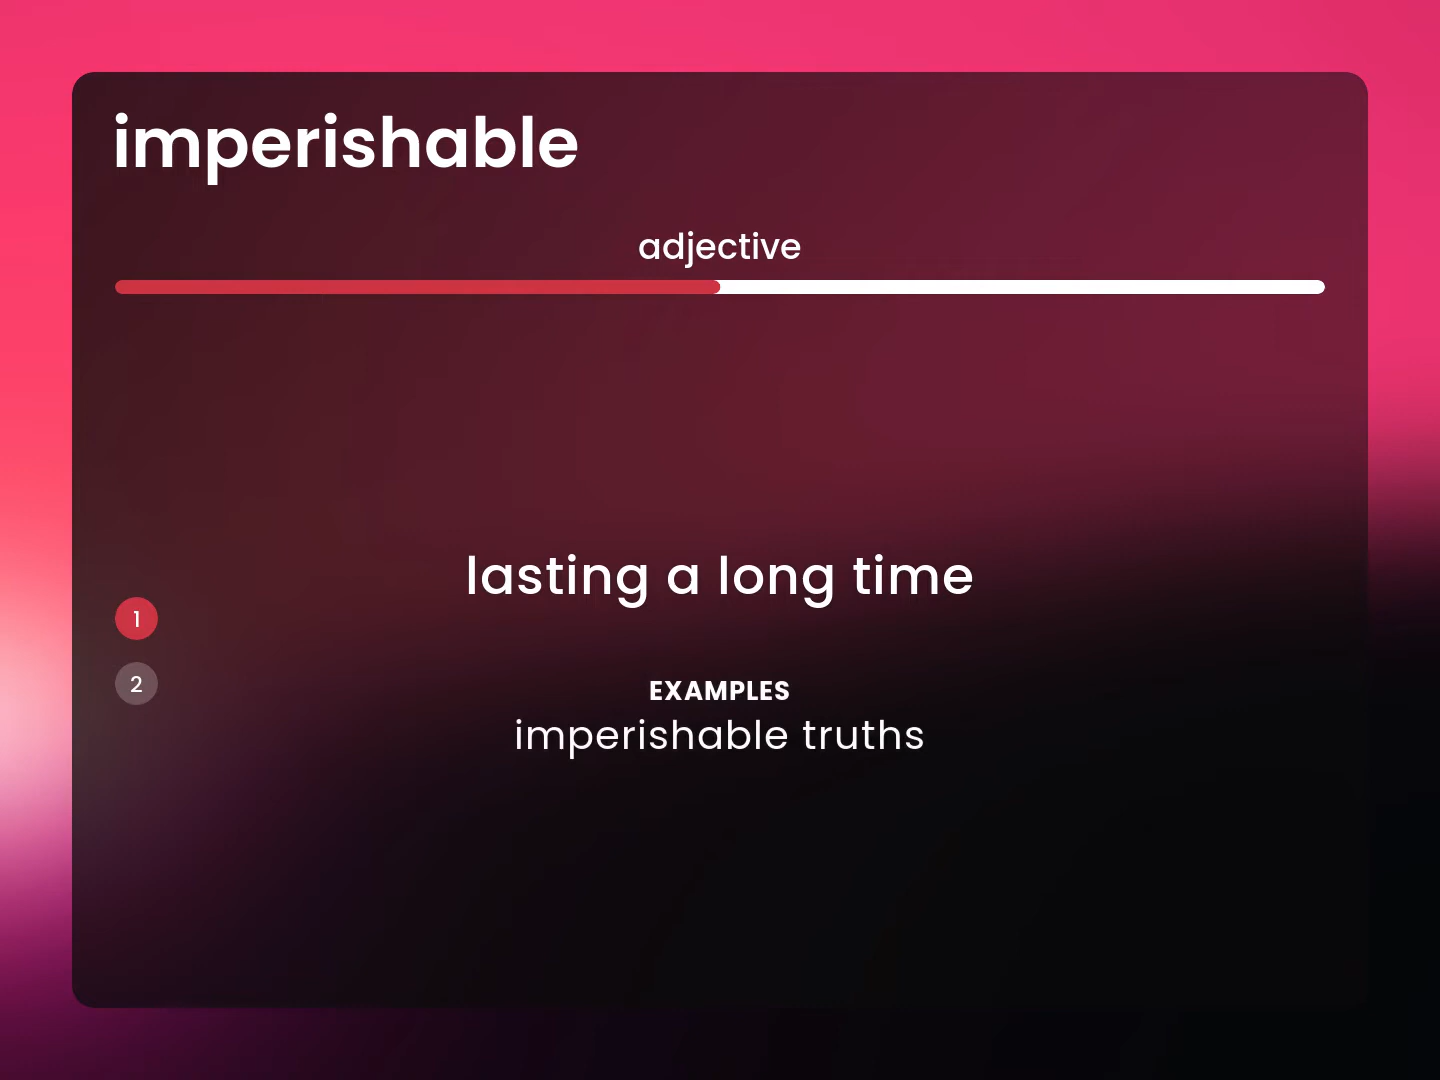 imperishable
adjective
lasting a long time
1
2
EXAMPLES
imperishable truths